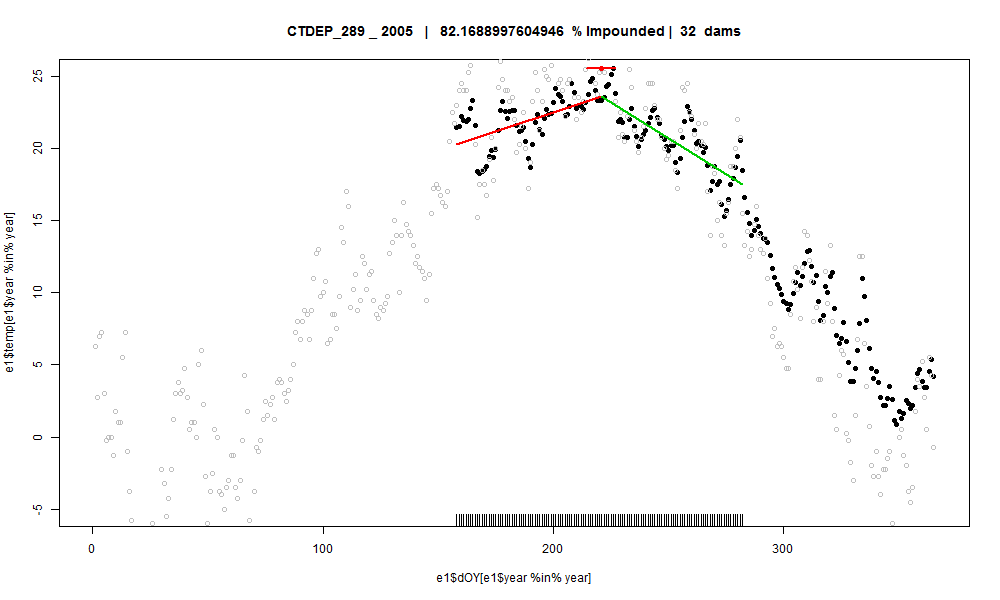 CTDEP_289 _ 2005 | 82.1688997604946 % Impounded | 32 dams
e1$temp[e1$year %in% year]
25
20
15
10
5
0
-5
0 100 200 300
e1$dOY[e1$year %in% year]